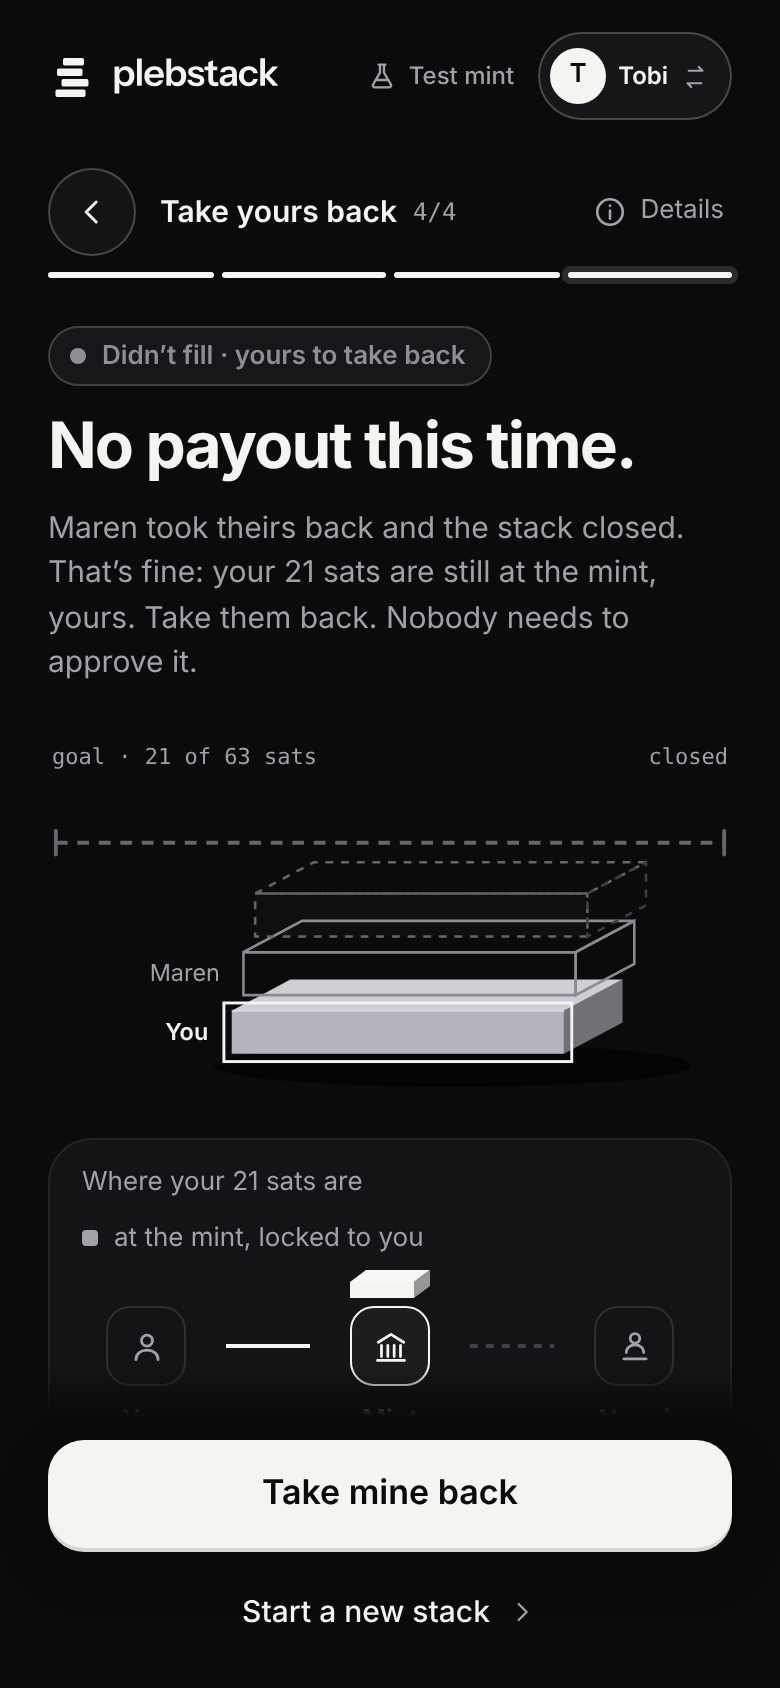 plebstack
Test mint
T
Tobi
Take yours back 4/4
Details
Didn’t fill · yours to take back
No payout this time.
Maren took theirs back and the stack closed.
That’s fine: your 21 sats are still at the mint,
yours. Take them back. Nobody needs to
approve it.
goal · 21 of 63 sats
closed
Maren
You
Where your 21 sats are
at the mint, locked to you
Take mine back
Start a new stack